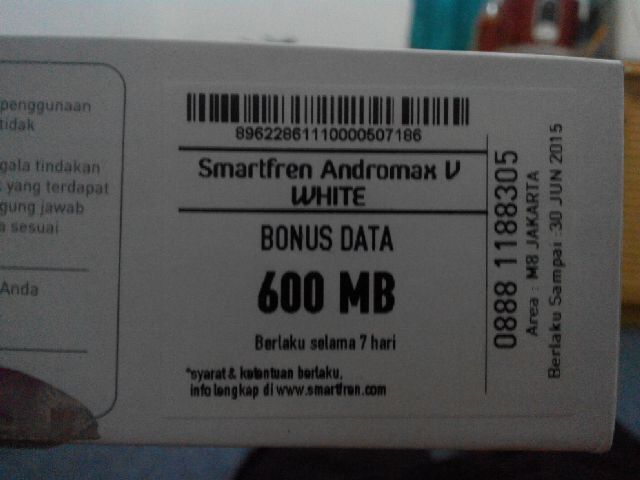 penggunaan
tidak
gala tindakan
yang terdapat
gung jawab
sesuai
Anda
89622861110000507186
Smartfren Andromax V
WHITE
BONUS DATA
600 MB
Berlaku selama 7 hari
*syarat & ketentuan berlaku,
info lengkap di www.smartfren.com
0888 1188305
Area : M8 JAKARTA
Berlaku Sampai :30 JUN 2015